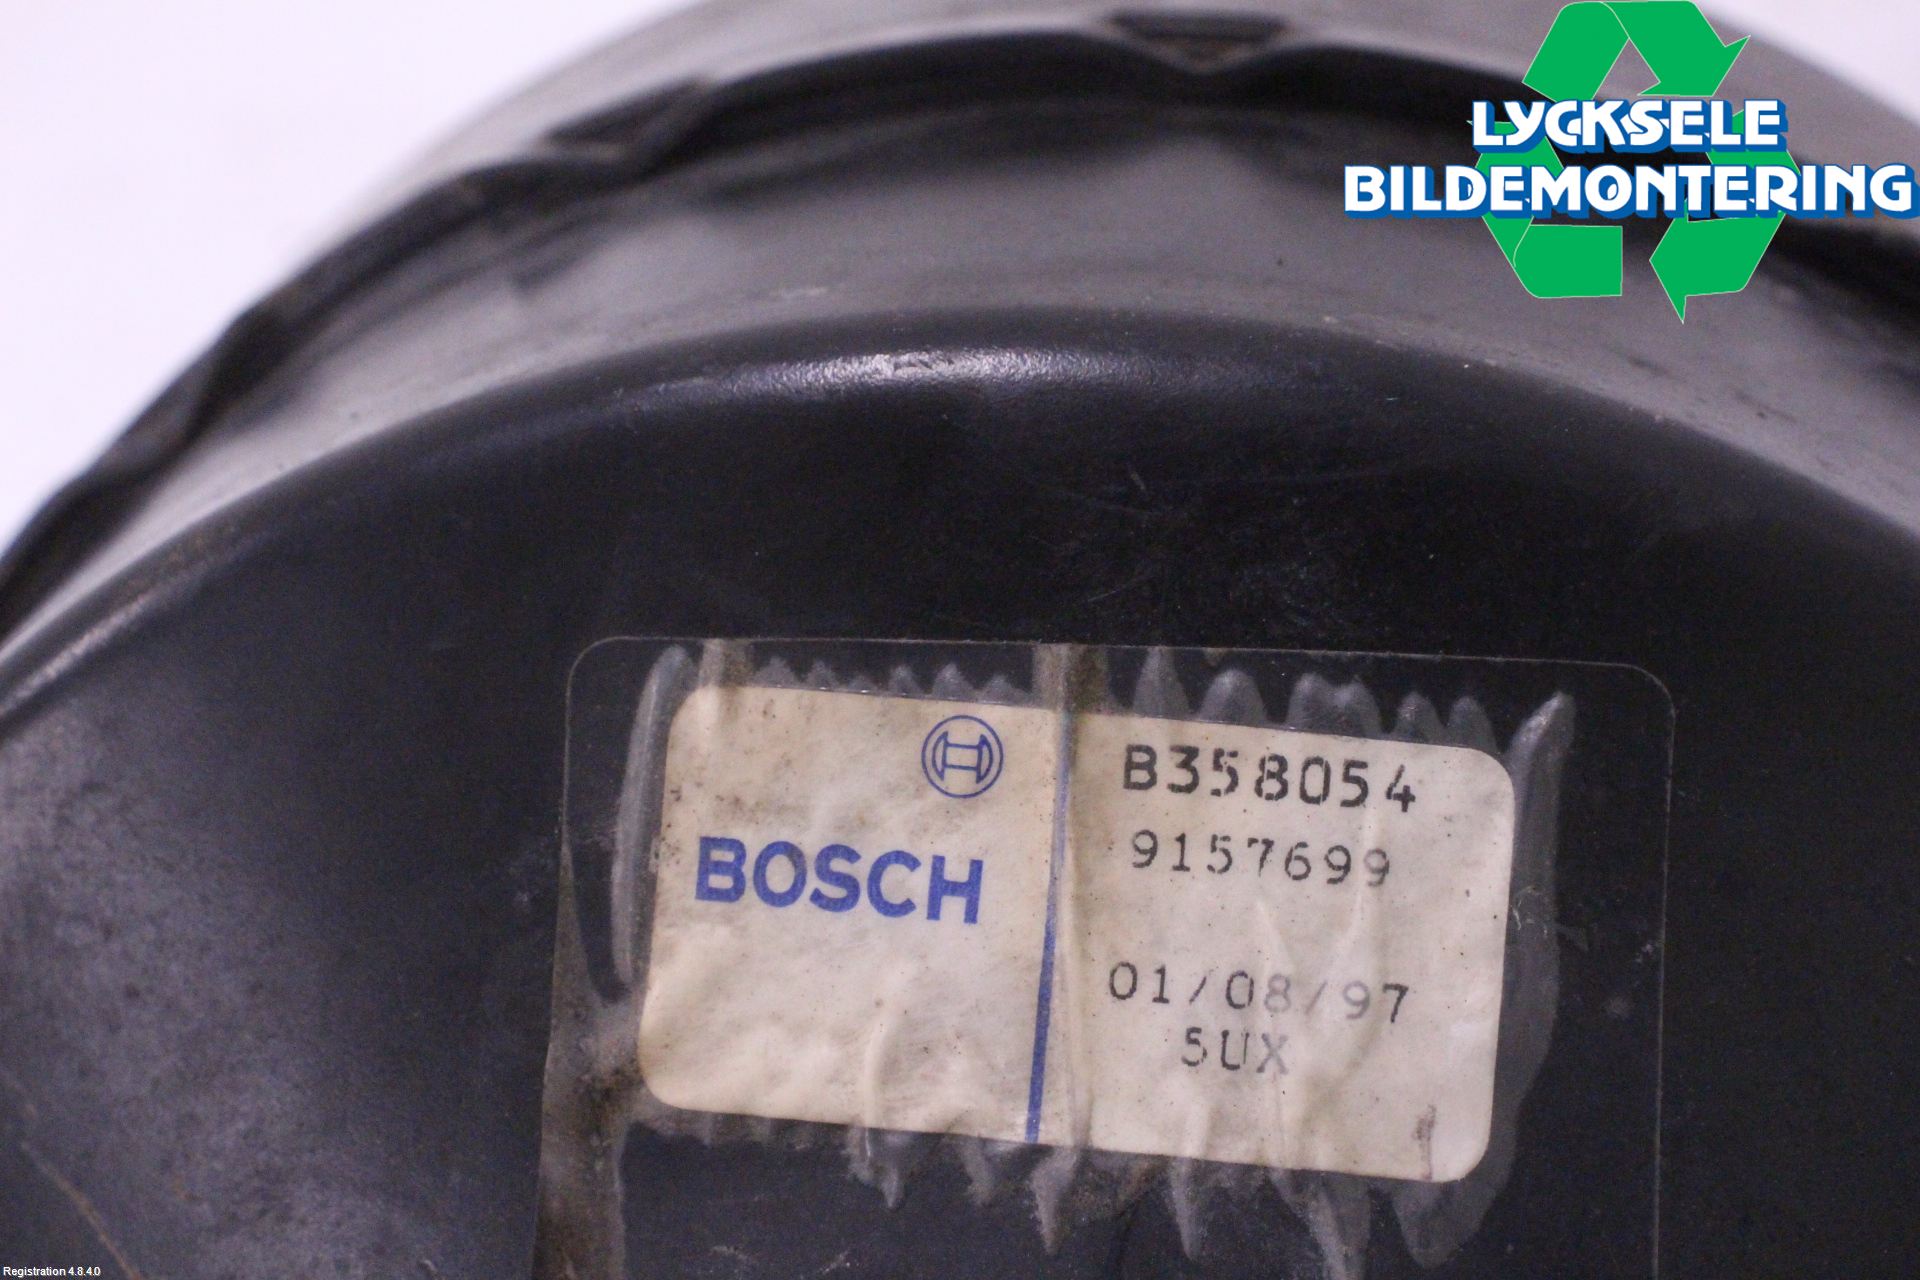 LYCKSELE
BILDEMONTERING
BOSCH
B358054
9157699
01/08/97
5UX
Registration 4.8.4.0